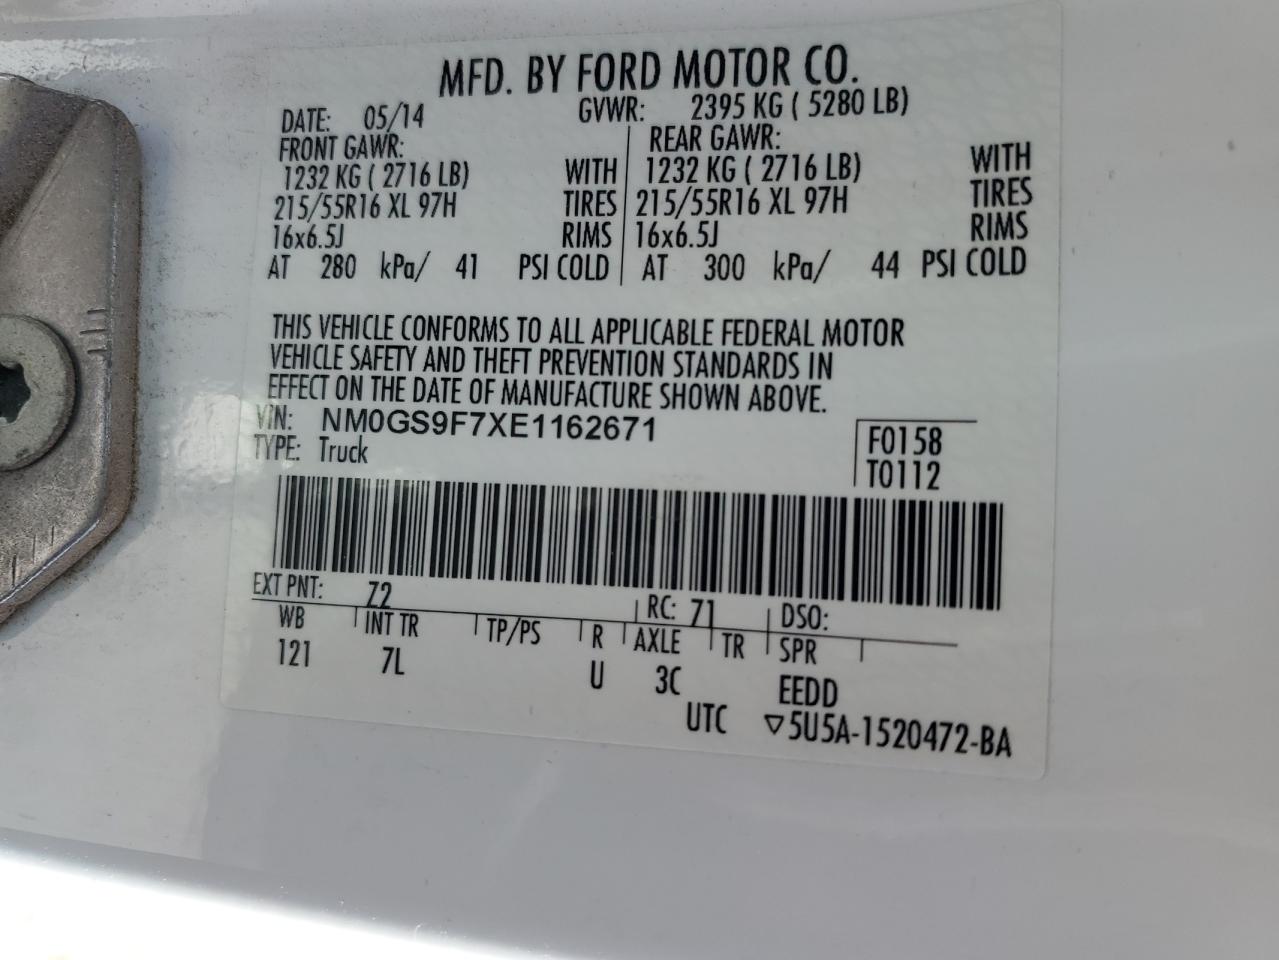 MFD. BY FORD MOTOR CO.
DATE: 05/14 GVWR: 2395 KG ( 5280 LB)
FRONT GAWR: REAR GAWR:
1232 KG ( 2716 LB) WITH 1232 KG ( 2716 LB) WITH
215/55R16 XL 97H TIRES 215/55R16 XL 97H TIRES
16x6.5J RIMS 16x6.5J RIMS
AT 280 kPa/ 41 PSI COLD AT 300 kPa/ 44 PSI COLD
THIS VEHICLE CONFORMS TO ALL APPLICABLE FEDERAL MOTOR
VEHICLE SAFETY AND THEFT PREVENTION STANDARDS IN
EFFECT ON THE DATE OF MANUFACTURE SHOWN ABOVE.
VIN: NM0GS9F7XE1162671
TYPE: Truck
F0158
T0112
EXT PNT: Z2 RC: 71 DSO:
WB INT TR TP/PS R AXLE TR SPR
121 7L U 3C EEDD
UTC ▽5U5A-1520472-BA